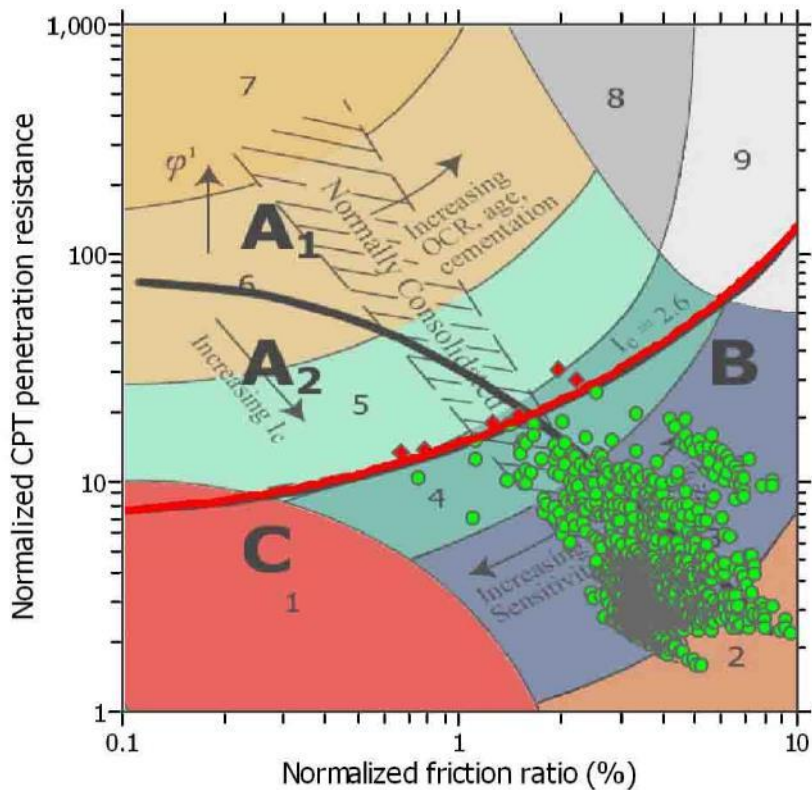 1,000
100
10
1
0.1
1
10
Normalized CPT penetration resistance
Normalized friction ratio (%)
7
8
9
φ'
A1
Normally Consolidated
Increasing
OCR, age,
cementation
6
Increasing Ic
A2
5
Ic = 2.6
B
4
C
1
Increasing
Sensitivity
3
2